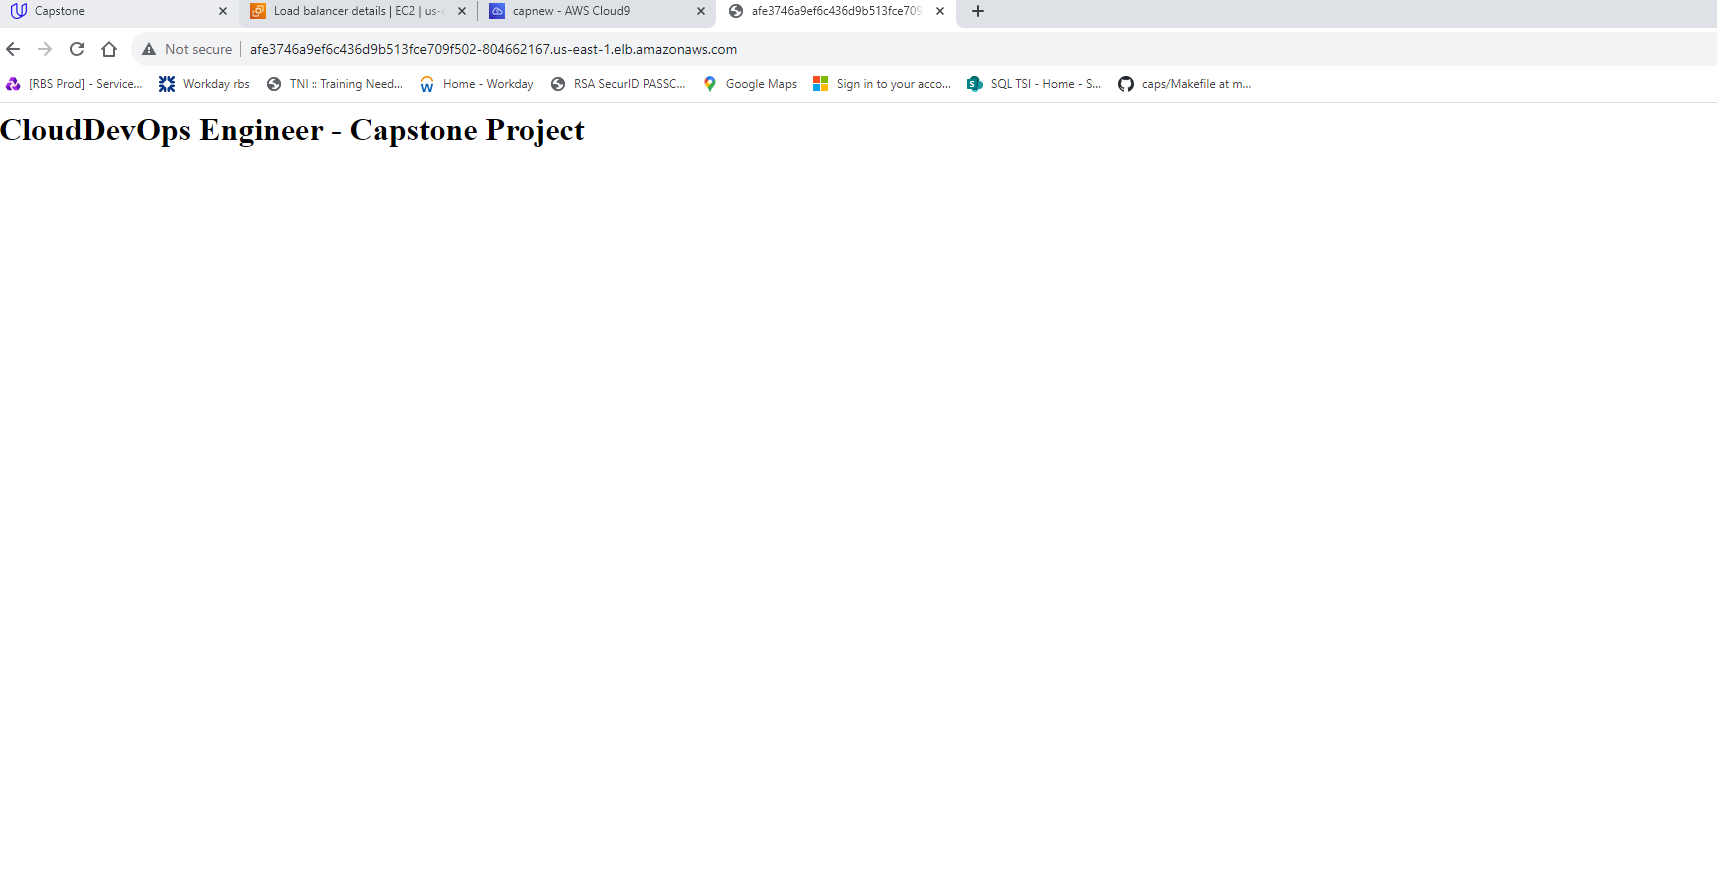 Capstone
Load balancer details | EC2 | us-e
capnew - AWS Cloud9
afe3746a9ef6c436d9b513fce709
Not secure
afe3746a9ef6c436d9b513fce709f502-804662167.us-east-1.elb.amazonaws.com
[RBS Prod] - Service...
Workday rbs
TNI :: Training Need...
Home - Workday
RSA SecurID PASSC...
Google Maps
Sign in to your acco...
SQL TSI - Home - S...
caps/Makefile at m...
CloudDevOps Engineer - Capstone Project